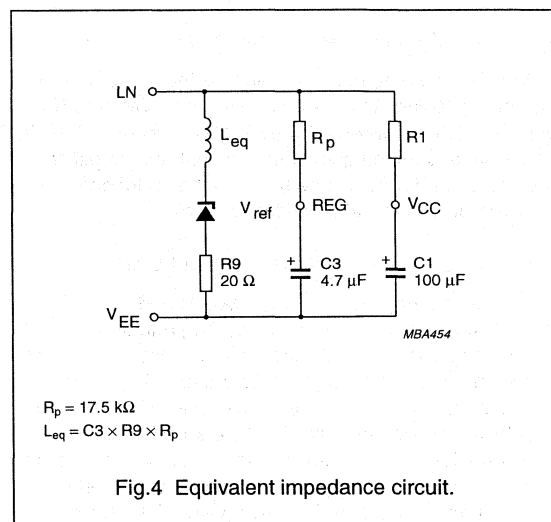 LN
Leq
Rp
R1
Vref
REG
VCC
R9
20 Ω
+
C3
4.7 μF
+
C1
100 μF
VEE
MBA454
Rp = 17.5 kΩ
Leq = C3 × R9 × Rp
Fig.4 Equivalent impedance circuit.